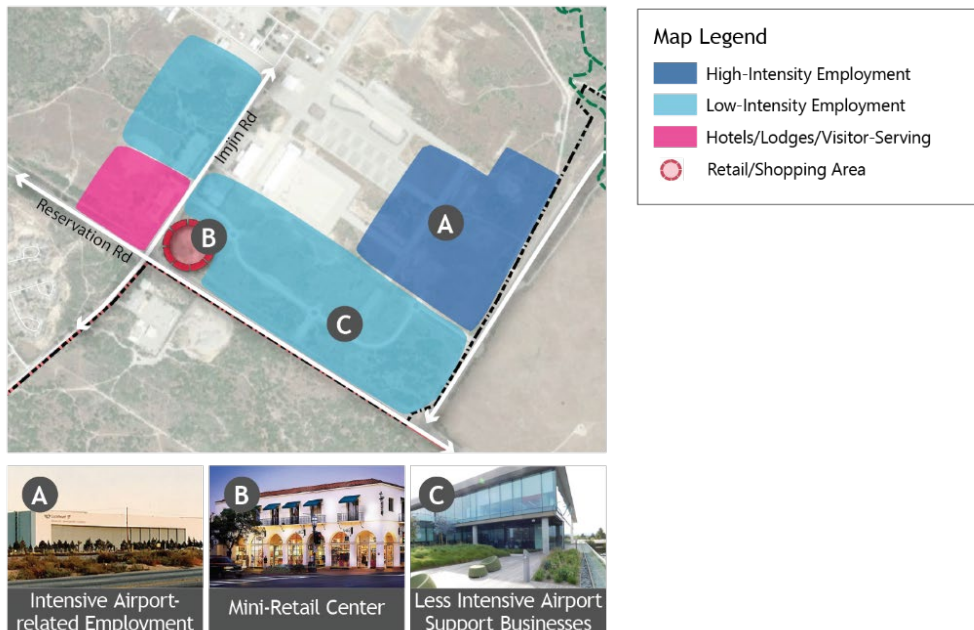 Map Legend
High-Intensity Employment
Low-Intensity Employment
Hotels/Lodges/Visitor-Serving
Retail/Shopping Area
Imjin Rd
Reservation Rd
A
B
C
A
Intensive Airport-
related Employment
B
Mini-Retail Center
C
Less Intensive Airport
Support Businesses